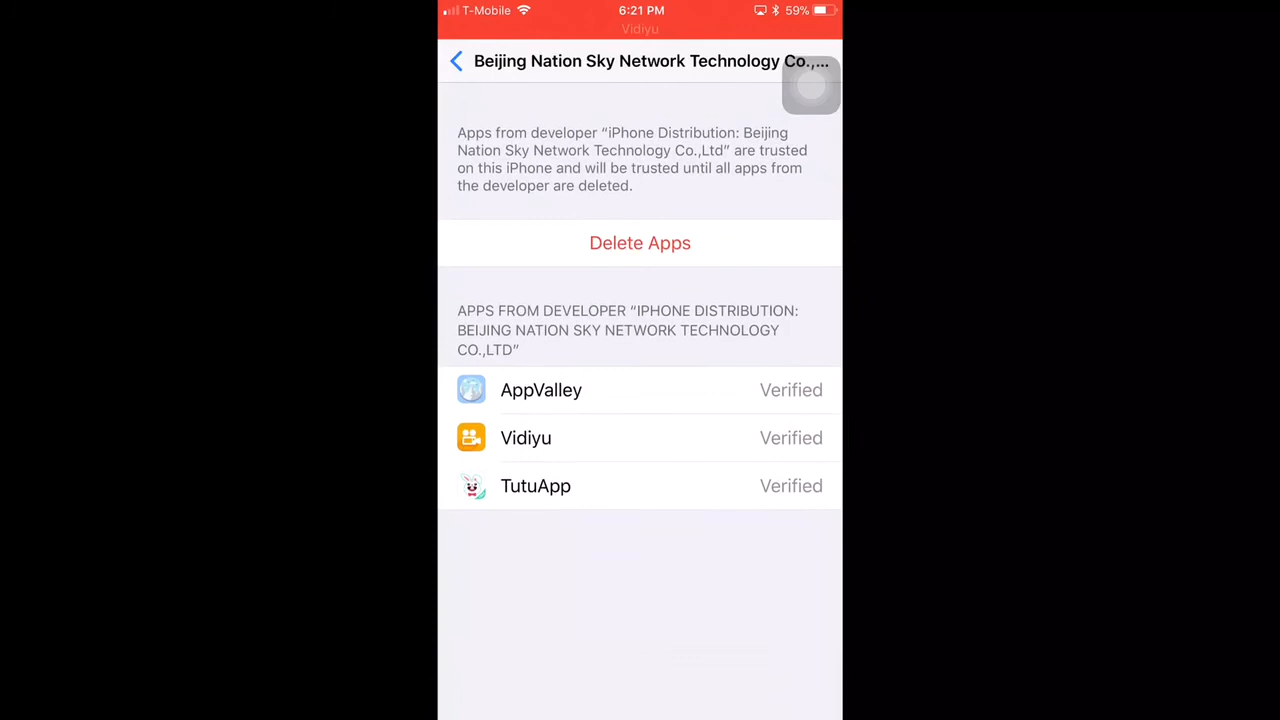 T-Mobile 6:21 PM 59%
Vidiyu
Beijing Nation Sky Network Technology Co.,...
Apps from developer “iPhone Distribution: Beijing
Nation Sky Network Technology Co.,Ltd” are trusted
on this iPhone and will be trusted until all apps from
the developer are deleted.
Delete Apps
APPS FROM DEVELOPER “IPHONE DISTRIBUTION:
BEIJING NATION SKY NETWORK TECHNOLOGY
CO.,LTD”
AppValley Verified
Vidiyu Verified
TutuApp Verified